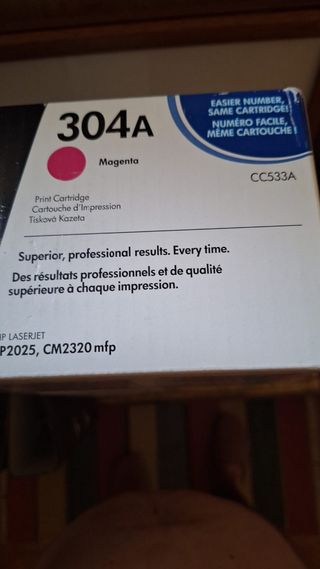 304A
EASIER NUMBER,
SAME CARTRIDGE!
NUMÉRO FACILE,
MÊME CARTOUCHE!
Magenta
CC533A
Print Cartridge
Cartouche d'Impression
Tisková Kazeta
Superior, professional results. Every time.
Des résultats professionnels et de qualité
supérieure à chaque impression.
HP LASERJET
P2025, CM2320 mfp